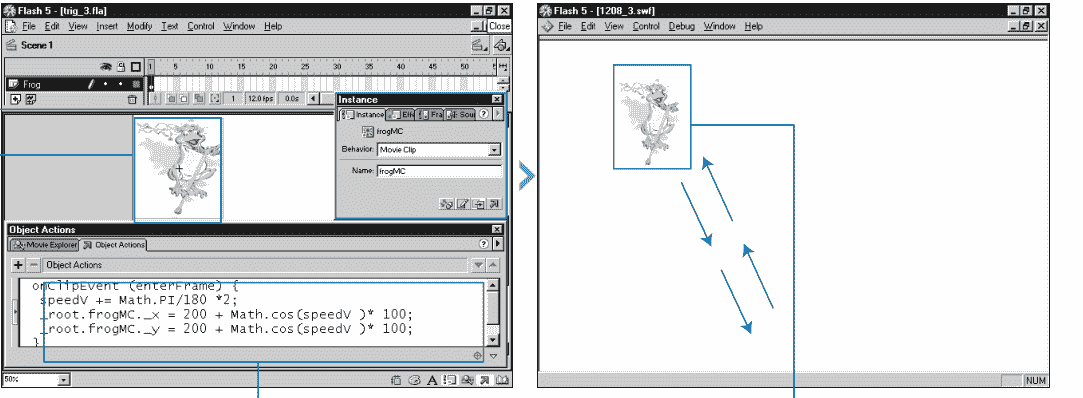 Flash 5 - [trig_3.fla]
File Edit View Insert Modify Text Control Window Help
Close
Scene 1
1 5 10 15 20 25 30 35 40 45 50
Frog
1 12.0 fps 0.0s
Instance
Instance Eff Fra Sou ?
frogMC
Behavior: Movie Clip
Name: frogMC
Object Actions
Movie Explorer Object Actions ?
+ - Object Actions
onClipEvent (enterFrame) {
speedV += Math.PI/180 *2;
_root.frogMC._x = 200 + Math.cos(speedV )* 100;
_root.frogMC._y = 200 + Math.cos(speedV )* 100;
}
50%
Flash 5 - [1208_3.swf]
File Edit View Control Debug Window Help
NUM